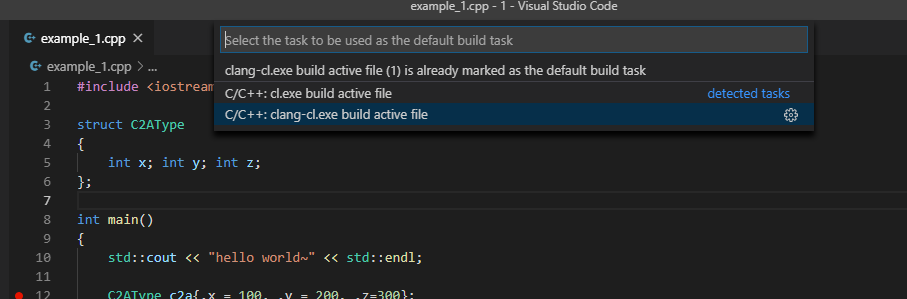 example_1.cpp - 1 - Visual Studio Code
example_1.cpp
Select the task to be used as the default build task
example_1.cpp > ...
clang-cl.exe build active file (1) is already marked as the default build task
1 #include <iostream
C/C++: cl.exe build active file detected tasks
2
C/C++: clang-cl.exe build active file
3 struct C2AType
4 {
5 int x; int y; int z;
6 };
7
8 int main()
9 {
10 std::cout << "hello world~" << std::endl;
11
12 C2AType c2a{.x = 100, .y = 200, .z=300};